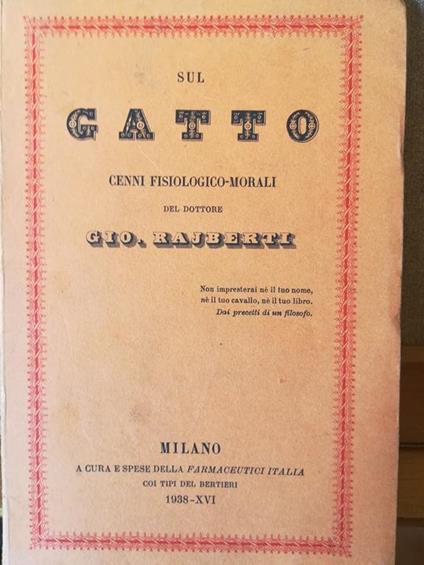 SUL
GATTO
CENNI FISIOLOGICO-MORALI
DEL DOTTORE
GIO. RAJBERTI
Non impresterai nè il tuo nome,
nè il tuo cavallo, nè il tuo libro.
Dai precetti di un filosofo.
MILANO
A CURA E SPESE DELLA FARMACEUTICI ITALIA
COI TIPI DEL BERTIERI
1938-XVI